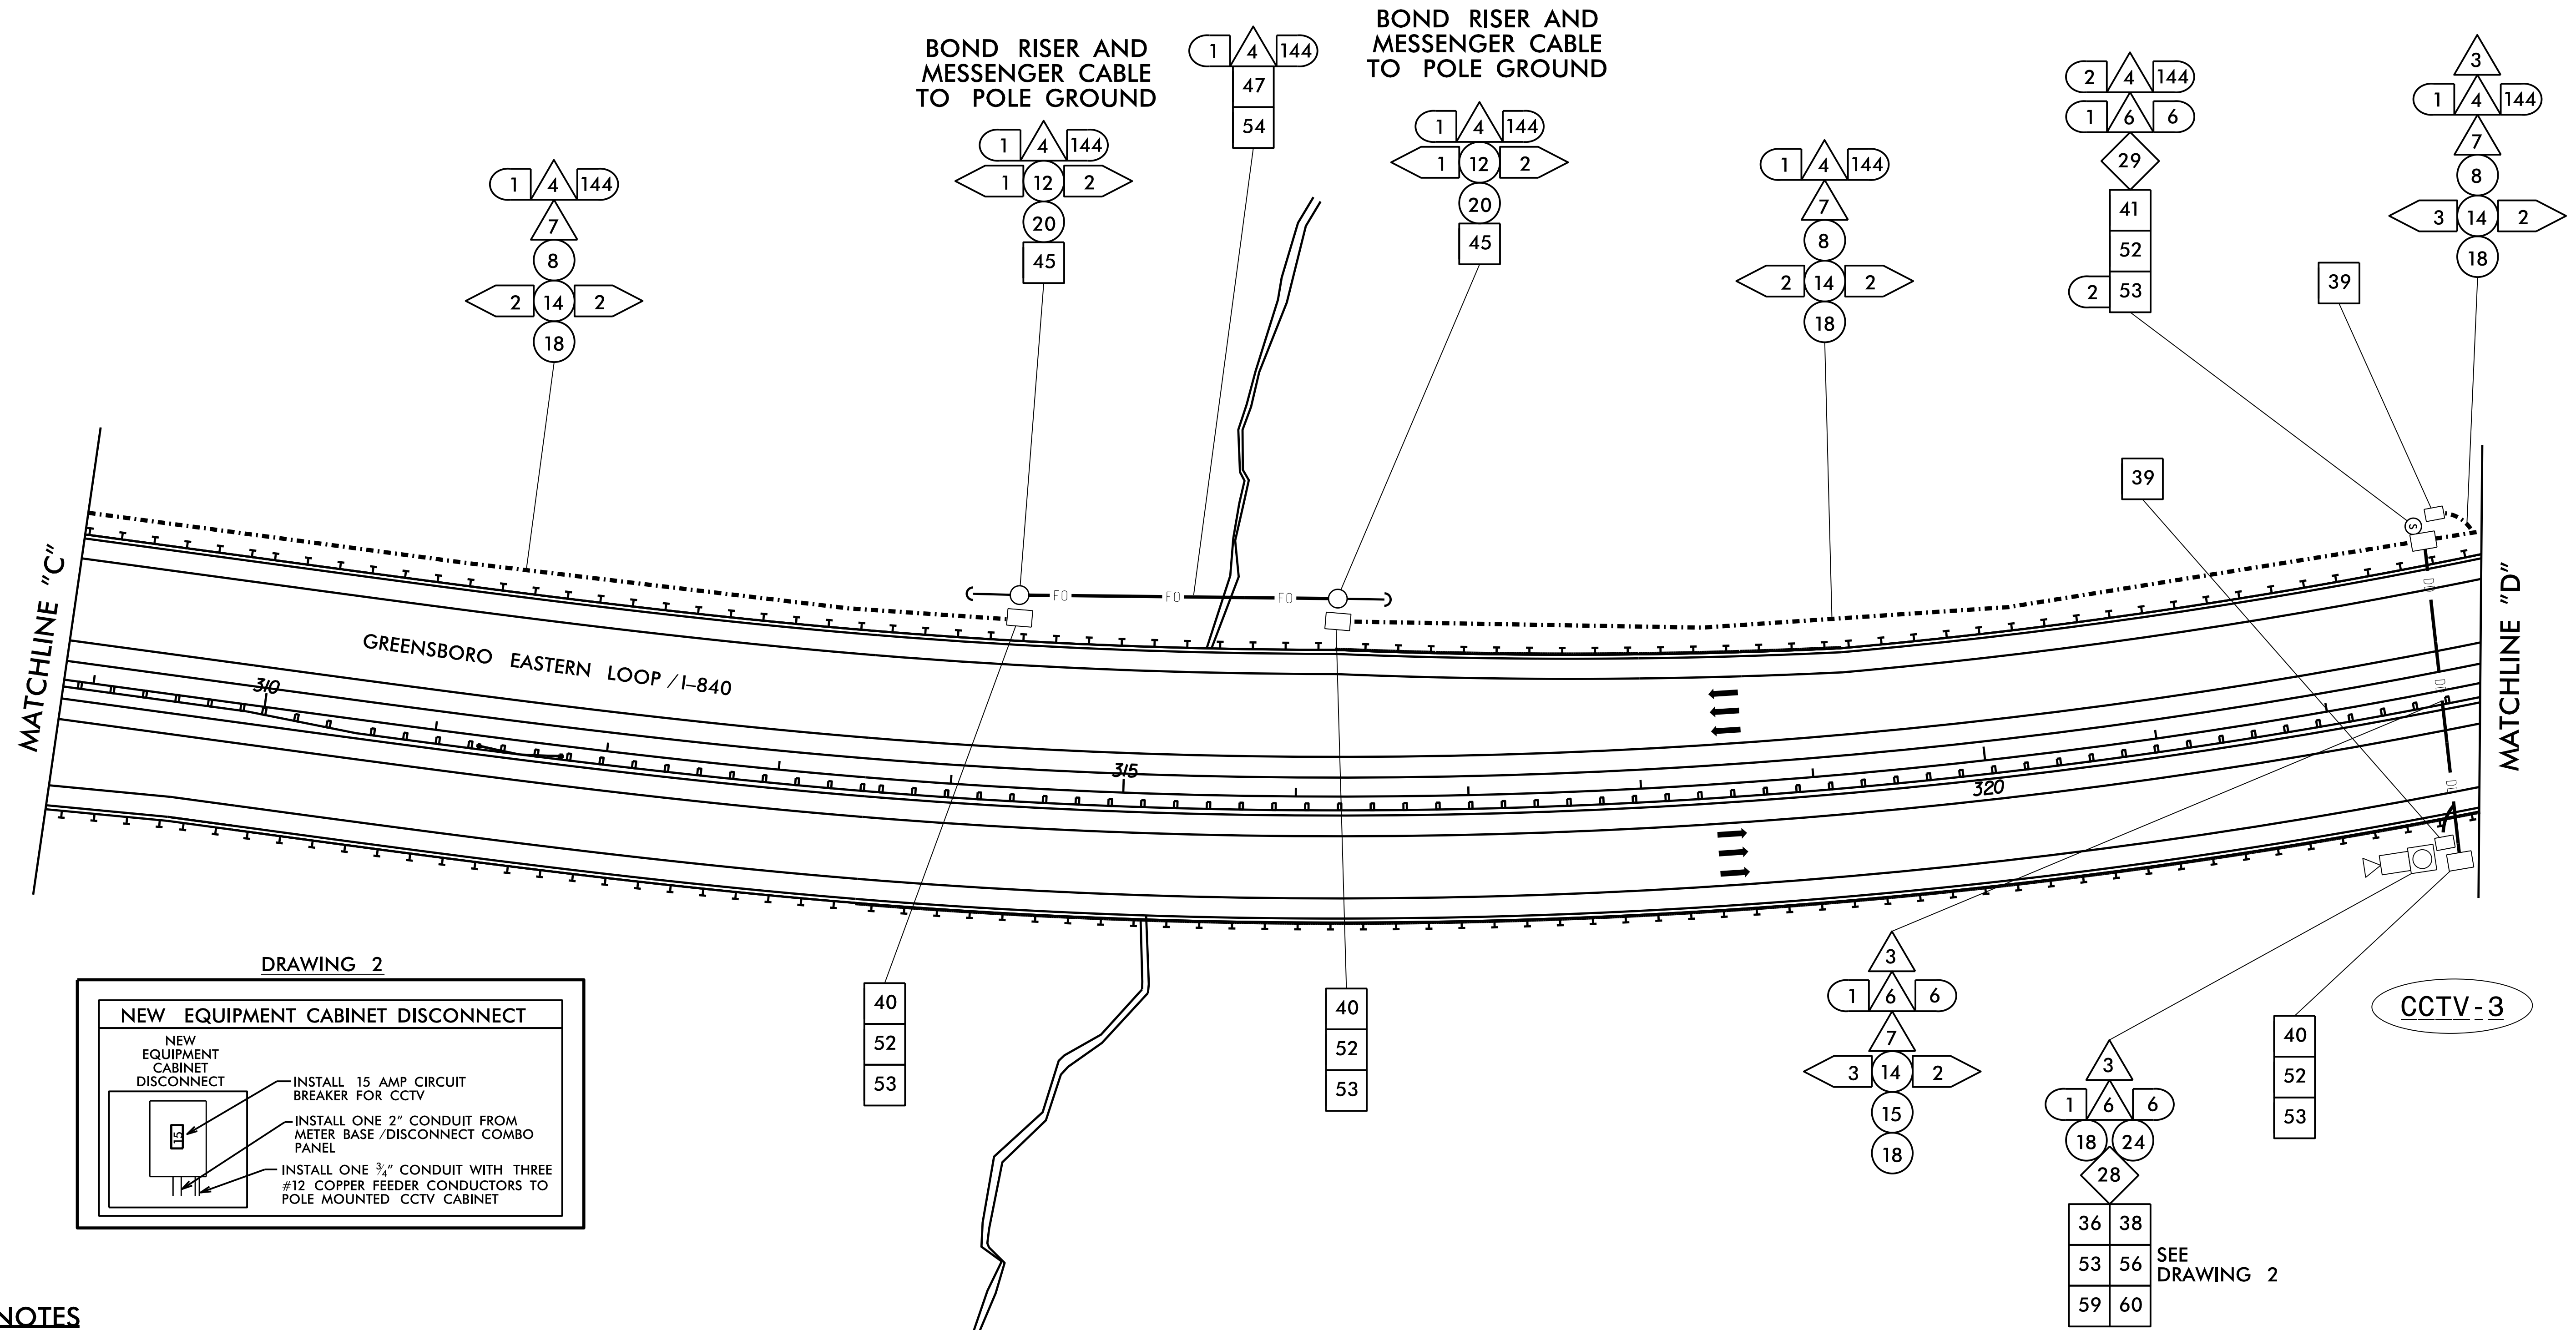 BOND RISER AND
MESSENGER CABLE
TO POLE GROUND
1 4 144
47
54
BOND RISER AND
MESSENGER CABLE
TO POLE GROUND
1 4 144
7
8
2 14 2
18
1 4 144
1 12 2
20
45
1 4 144
1 12 2
20
45
1 4 144
7
8
2 14 2
18
2 4 144
1 6 6
29
41
52
2 53
39
3
1 4 144
7
8
3 14 2
18
39
S
MATCHLINE "C"
FO FO FO
GREENSBORO EASTERN LOOP / I-840
310
315
320
DD
DD
DD
MATCHLINE "D"
40
52
53
40
52
53
3
1 6 6
7
3 14 2
15
18
3
1 6 6
18 24
28
36 38
53 56
59 60
SEE
DRAWING 2
40
52
53
CCTV-3
DRAWING 2
NEW EQUIPMENT CABINET DISCONNECT
NEW
EQUIPMENT
CABINET
DISCONNECT
15
INSTALL 15 AMP CIRCUIT
BREAKER FOR CCTV
INSTALL ONE 2" CONDUIT FROM
METER BASE /DISCONNECT COMBO
PANEL
INSTALL ONE ¾" CONDUIT WITH THREE
#12 COPPER FEEDER CONDUCTORS TO
POLE MOUNTED CCTV CABINET
NOTES